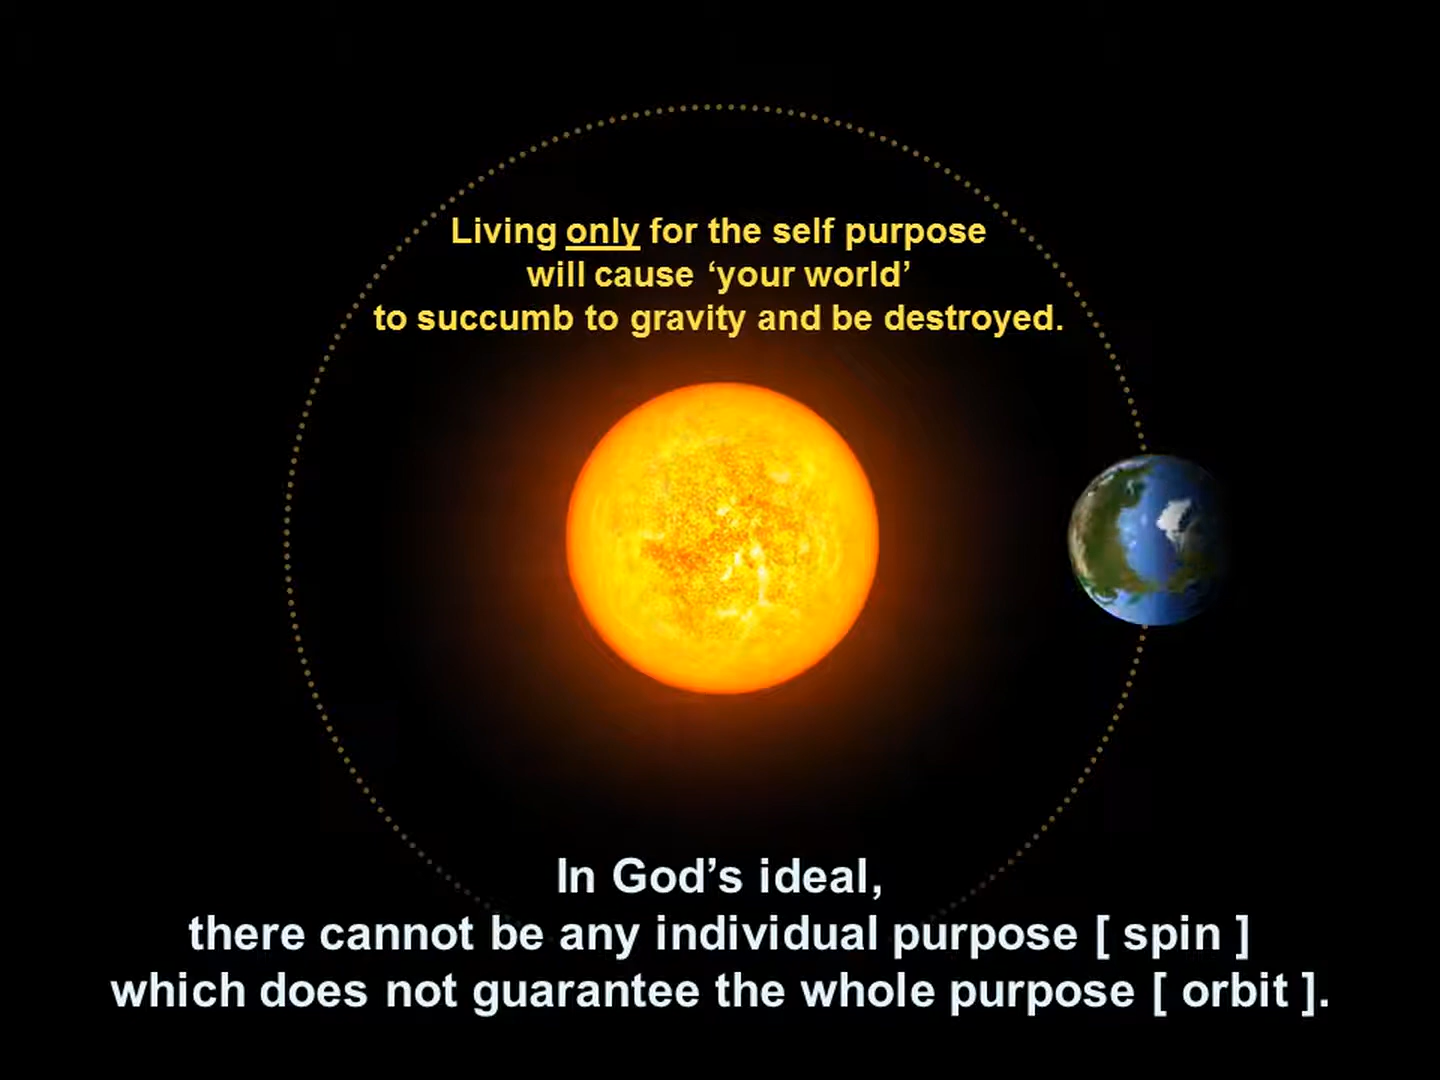 Living only for the self purpose
will cause ‘your world’
to succumb to gravity and be destroyed.
In God’s ideal,
there cannot be any individual purpose [ spin ]
which does not guarantee the whole purpose [ orbit ].